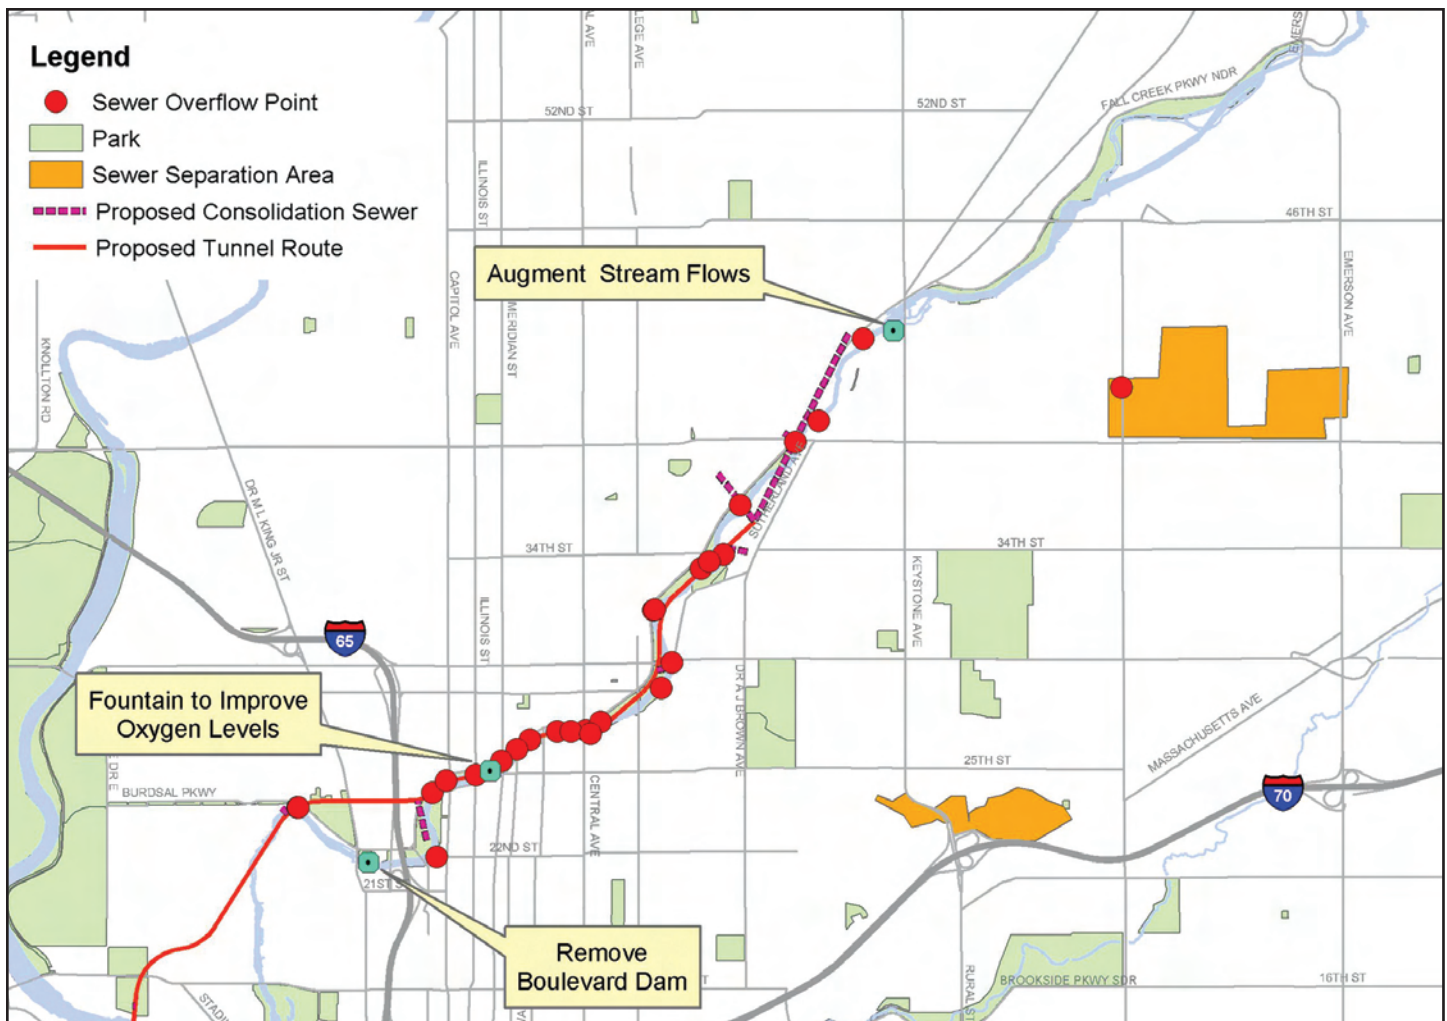 Legend
Sewer Overflow Point
Park
Sewer Separation Area
Proposed Consolidation Sewer
Proposed Tunnel Route
52ND ST
52ND ST
FALL CREEK PKWY NDR
ILLINOIS ST
46TH ST
Augment Stream Flows
CAPITOL AVE
MERIDIAN ST
EMERSON AVE
KNOLLTON RD
DR M L KING JR ST
SUTHERLAND AVE
34TH ST
34TH ST
KEYSTONE AVE
65
ILLINOIS ST
Fountain to Improve
Oxygen Levels
DR A J BROWN AVE
MASSACHUSETTS AVE
25TH ST
70
BURDSAL PKWY
CENTRAL AVE
22ND ST
21ST S
Remove
Boulevard Dam
RURAL ST
BROOKSIDE PKWY SDR
16TH ST